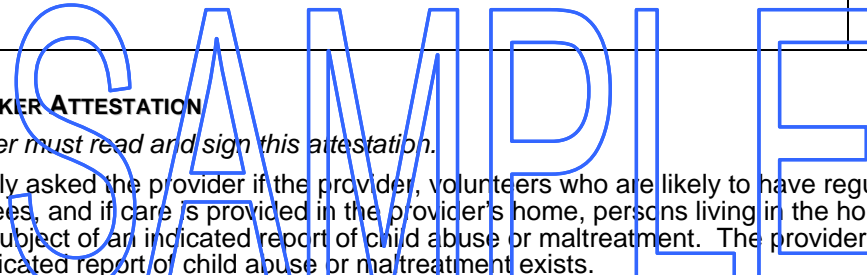 SAMPLE
KER ATTESTATION
er must read and sign this attestation.
ly asked the provider if the provider, volunteers who are likely to have regu
ees, and if care is provided in the provider's home, persons living in the ho
ubject of an indicated report of child abuse or maltreatment.  The provider
icated report of child abuse or maltreatment exists.